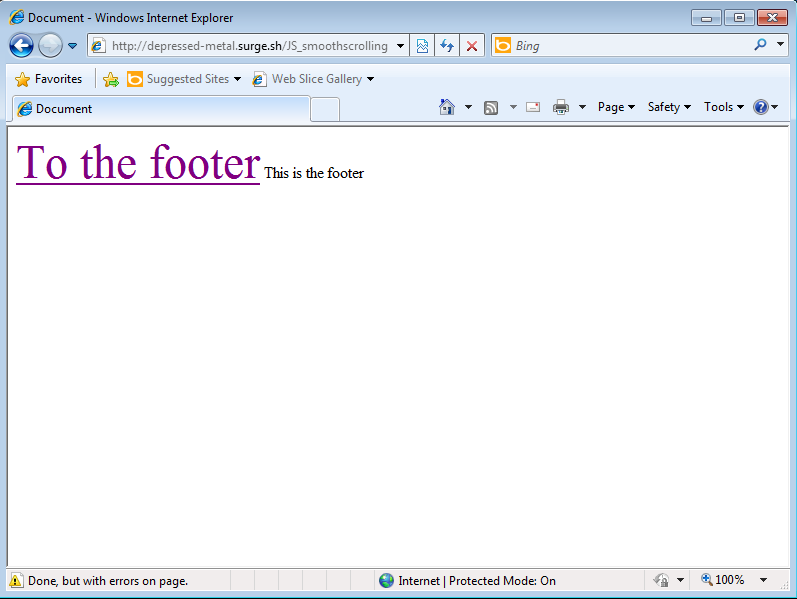 Document - Windows Internet Explorer
http://depressed-metal.surge.sh/JS_smoothscrolling
Bing
Favorites Suggested Sites Web Slice Gallery
Document Page Safety Tools
To the footer This is the footer
Done, but with errors on page. Internet | Protected Mode: On 100%